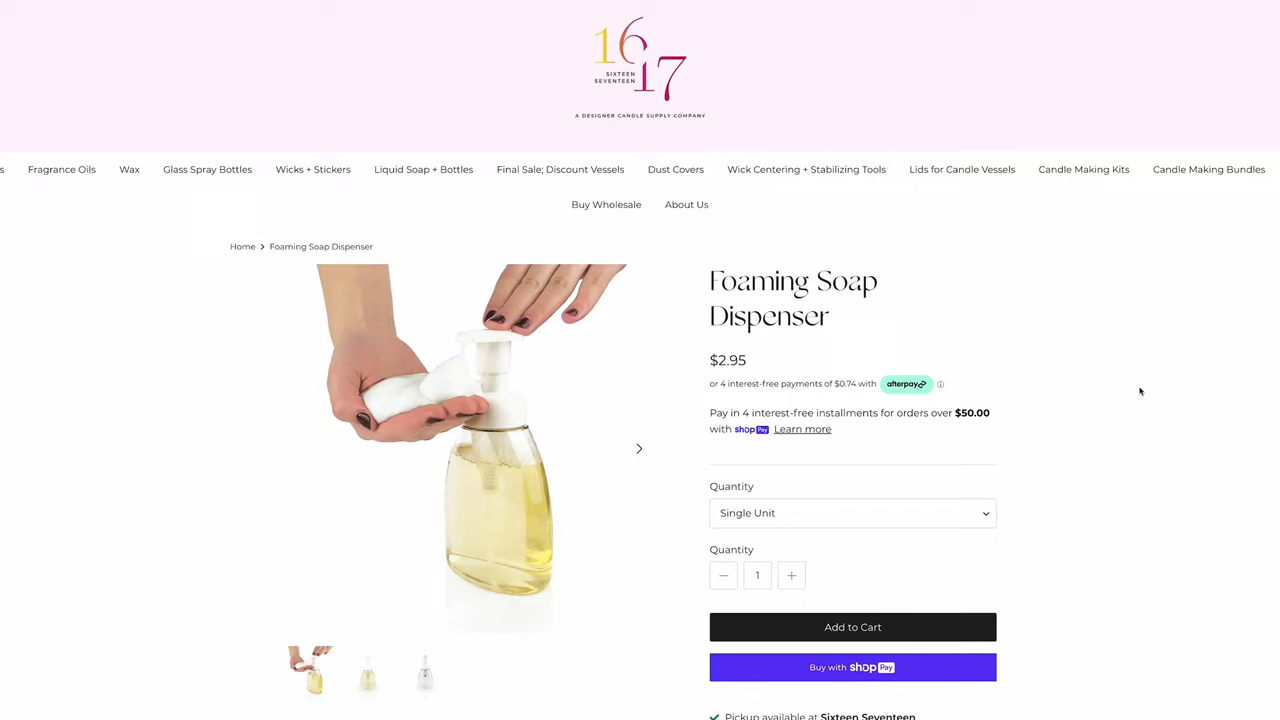 16
SIXTEEN
SEVENTEEN
17
A DESIGNER CANDLE SUPPLY COMPANY
s Fragrance Oils Wax Glass Spray Bottles Wicks + Stickers Liquid Soap + Bottles Final Sale; Discount Vessels Dust Covers Wick Centering + Stabilizing Tools Lids for Candle Vessels Candle Making Kits Candle Making Bundles
Buy Wholesale About Us
Home > Foaming Soap Dispenser
Foaming Soap
Dispenser
$2.95
or 4 interest-free payments of $0.74 with afterpay
Pay in 4 interest-free installments for orders over $50.00
with shop Pay Learn more
Quantity
Single Unit
Quantity
− 1 +
Add to Cart
Buy with shop Pay
Pickup available at Sixteen Seventeen